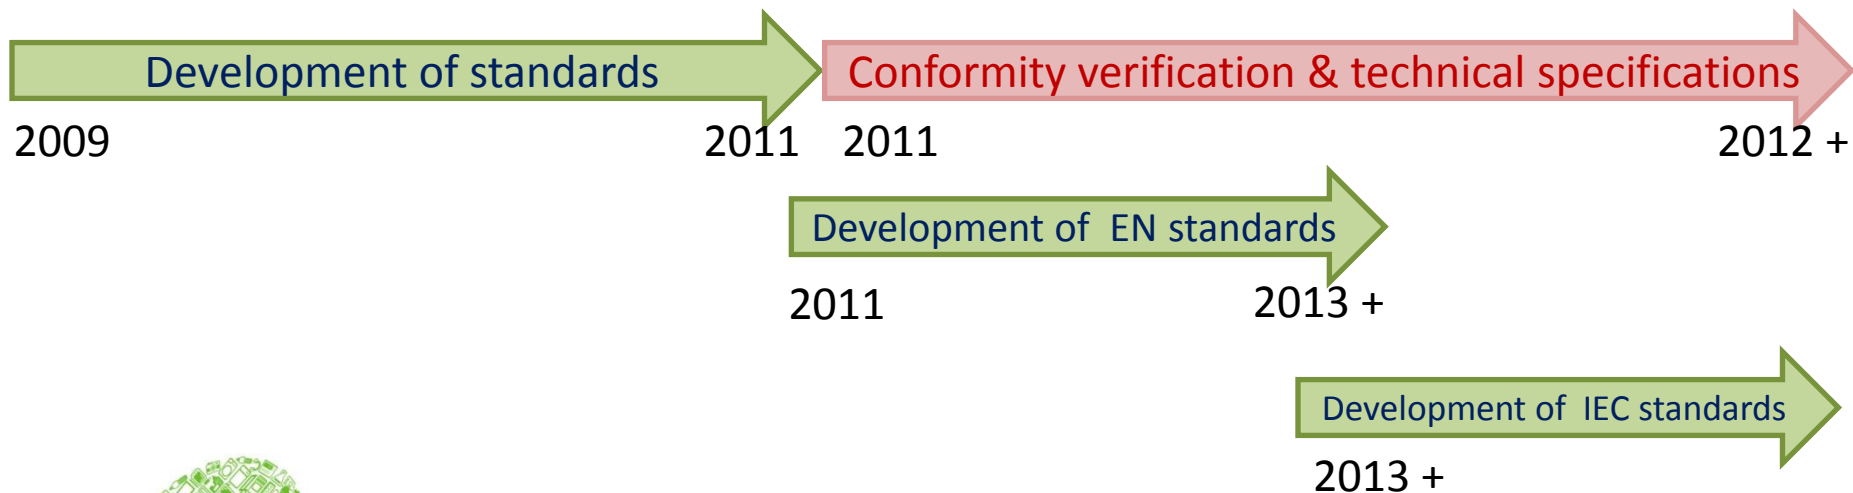 Development of standards
Conformity verification & technical specifications
2009
2011
2011
2012 +
Development of EN standards
2011
2013 +
Development of IEC standards
2013 +